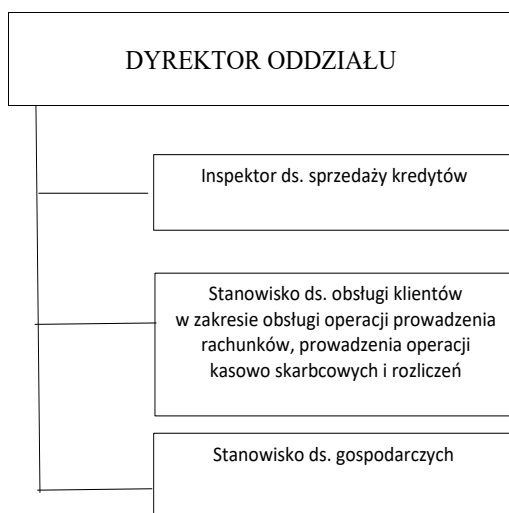 DYREKTOR ODDZIAŁU
Inspektor ds. sprzedaży kredytów
Stanowisko ds. obsługi klientów
w zakresie obsługi operacji prowadzenia
rachunków, prowadzenia operacji
kasowo skarbcowych i rozliczeń
Stanowisko ds. gospodarczych